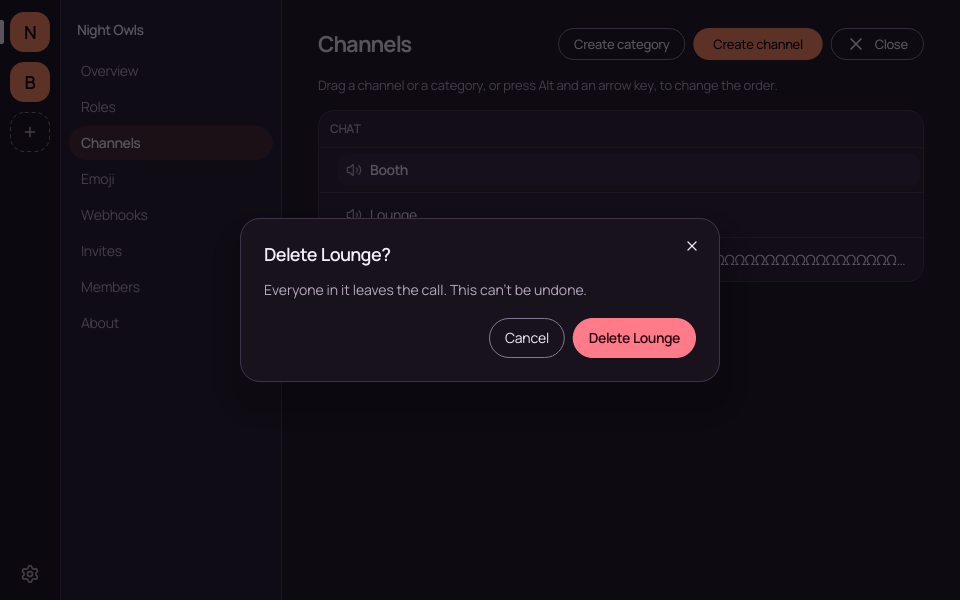 N
Night Owls
Channels
Create category
Create channel
Close
B
Overview
Drag a channel or a category, or press Alt and an arrow key, to change the order.
Roles
+
CHAT
Channels
Booth
Emoji
Webhooks
Lounge
Invites
Delete Lounge?
Members
Everyone in it leaves the call. This can't be undone.
About
Cancel
Delete Lounge